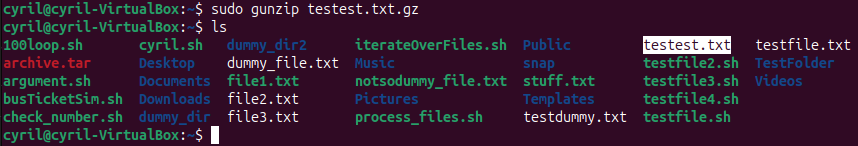 cyril@cyril-VirtualBox:~$ sudo gunzip testest.txt.gz
cyril@cyril-VirtualBox:~$ ls
100loop.sh cyril.sh dummy_dir2 iterateOverFiles.sh Public testest.txt testfile.txt
archive.tar Desktop dummy_file.txt Music snap testfile2.sh TestFolder
argument.sh Documents file1.txt notsodummy_file.txt stuff.txt testfile3.sh Videos
busTicketSim.sh Downloads file2.txt Pictures Templates testfile4.sh
check_number.sh dummy_dir file3.txt process_files.sh testdummy.txt testfile.sh
cyril@cyril-VirtualBox:~$